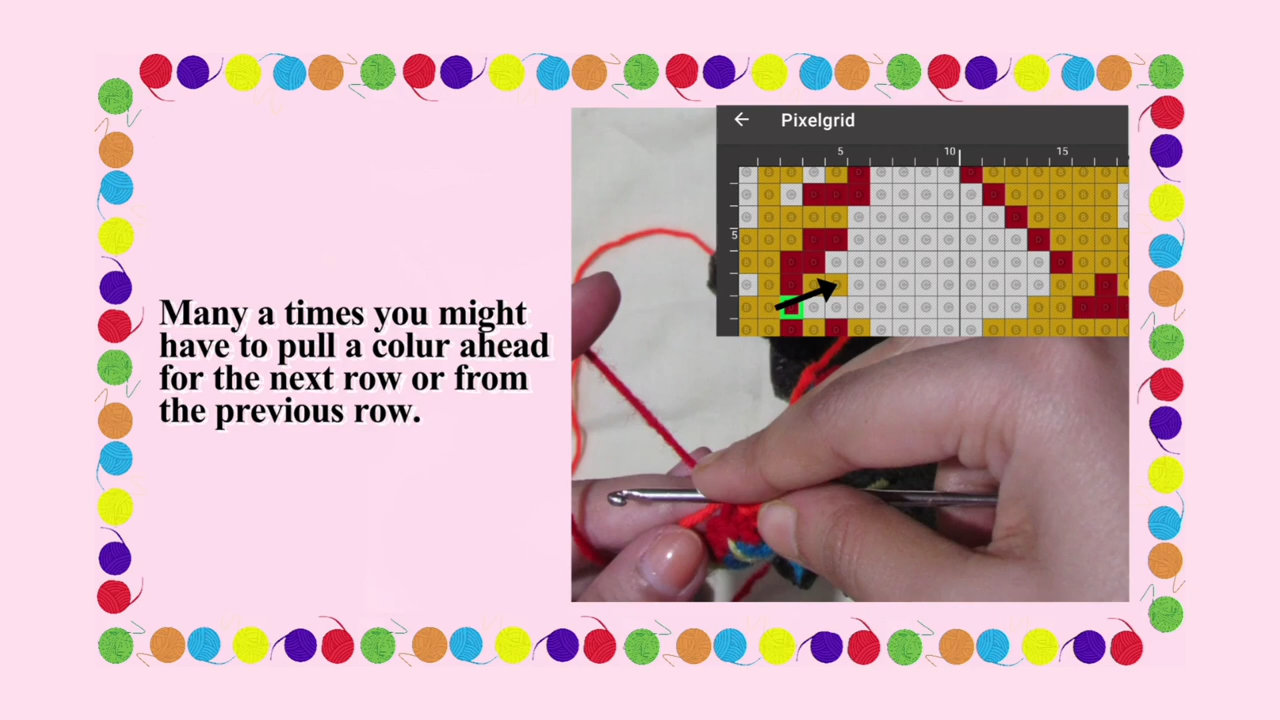 Many a times you might
have to pull a colur ahead
for the next row or from
the previous row.
← Pixelgrid
5 10 15
5